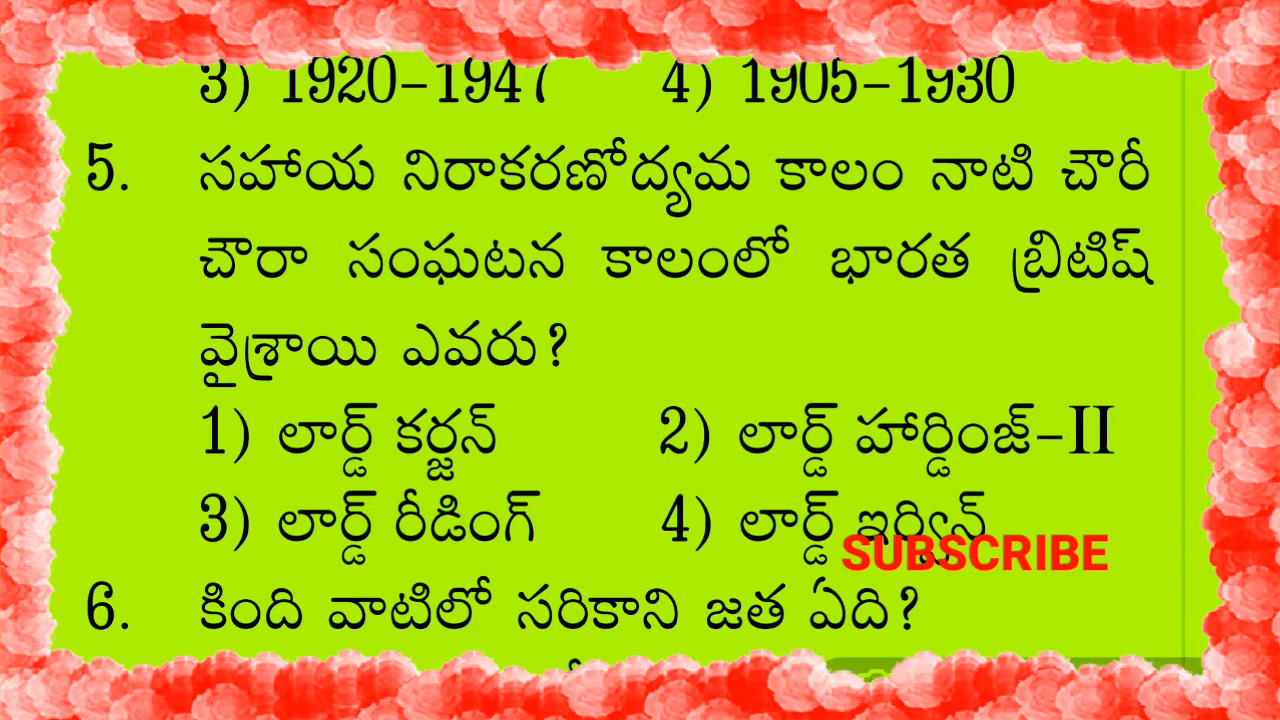 3) 1920-1947 4) 1905-1930
5. సహాయ నిరాకరణోద్యమ కాలం నాటి చౌరీ
చౌరా సంఘటన కాలంలో భారత బ్రిటిష్
వైశ్రాయి ఎవరు?
1) లార్డ్ కర్జన్ 2) లార్డ్ హార్డింజ్-II
3) లార్డ్ రీడింగ్ 4) లార్డ్ ఇర్విన్
SUBSCRIBE
6. కింది వాటిలో సరికాని జత ఏది?